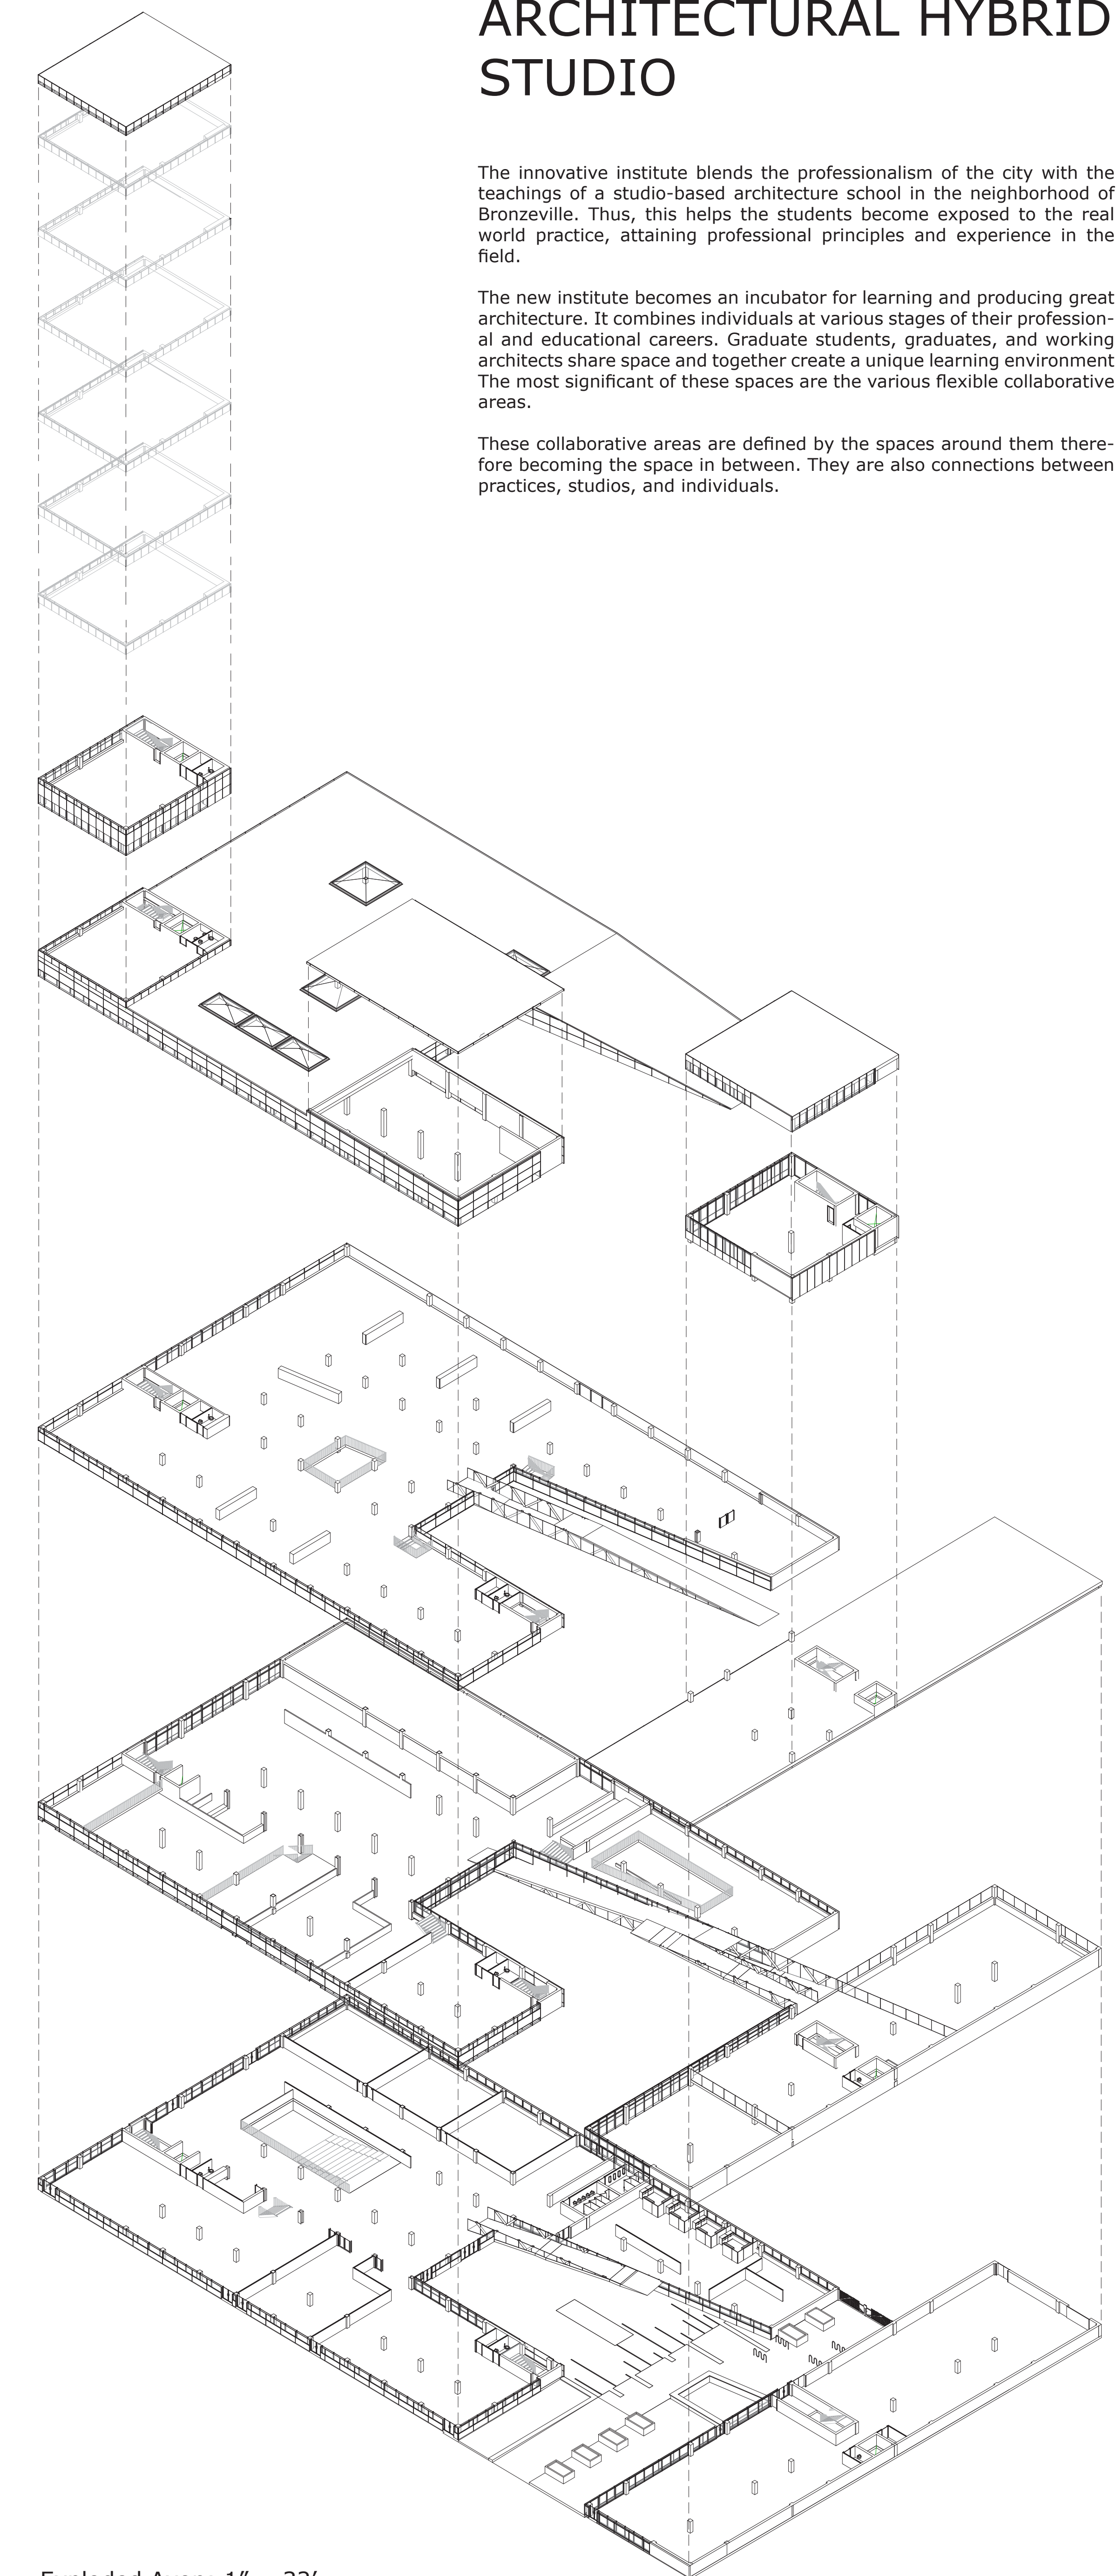 ARCHITECTURAL HYBRID
STUDIO
The innovative institute blends the professionalism of the city with the
teachings of a studio-based architecture school in the neighborhood of
Bronzeville. Thus, this helps the students become exposed to the real
world practice, attaining professional principles and experience in the
field.
The new institute becomes an incubator for learning and producing great
architecture. It combines individuals at various stages of their profession-
al and educational careers. Graduate students, graduates, and working
architects share space and together create a unique learning environment
The most significant of these spaces are the various flexible collaborative
areas.
These collaborative areas are defined by the spaces around them there-
fore becoming the space in between. They are also connections between
practices, studios, and individuals.